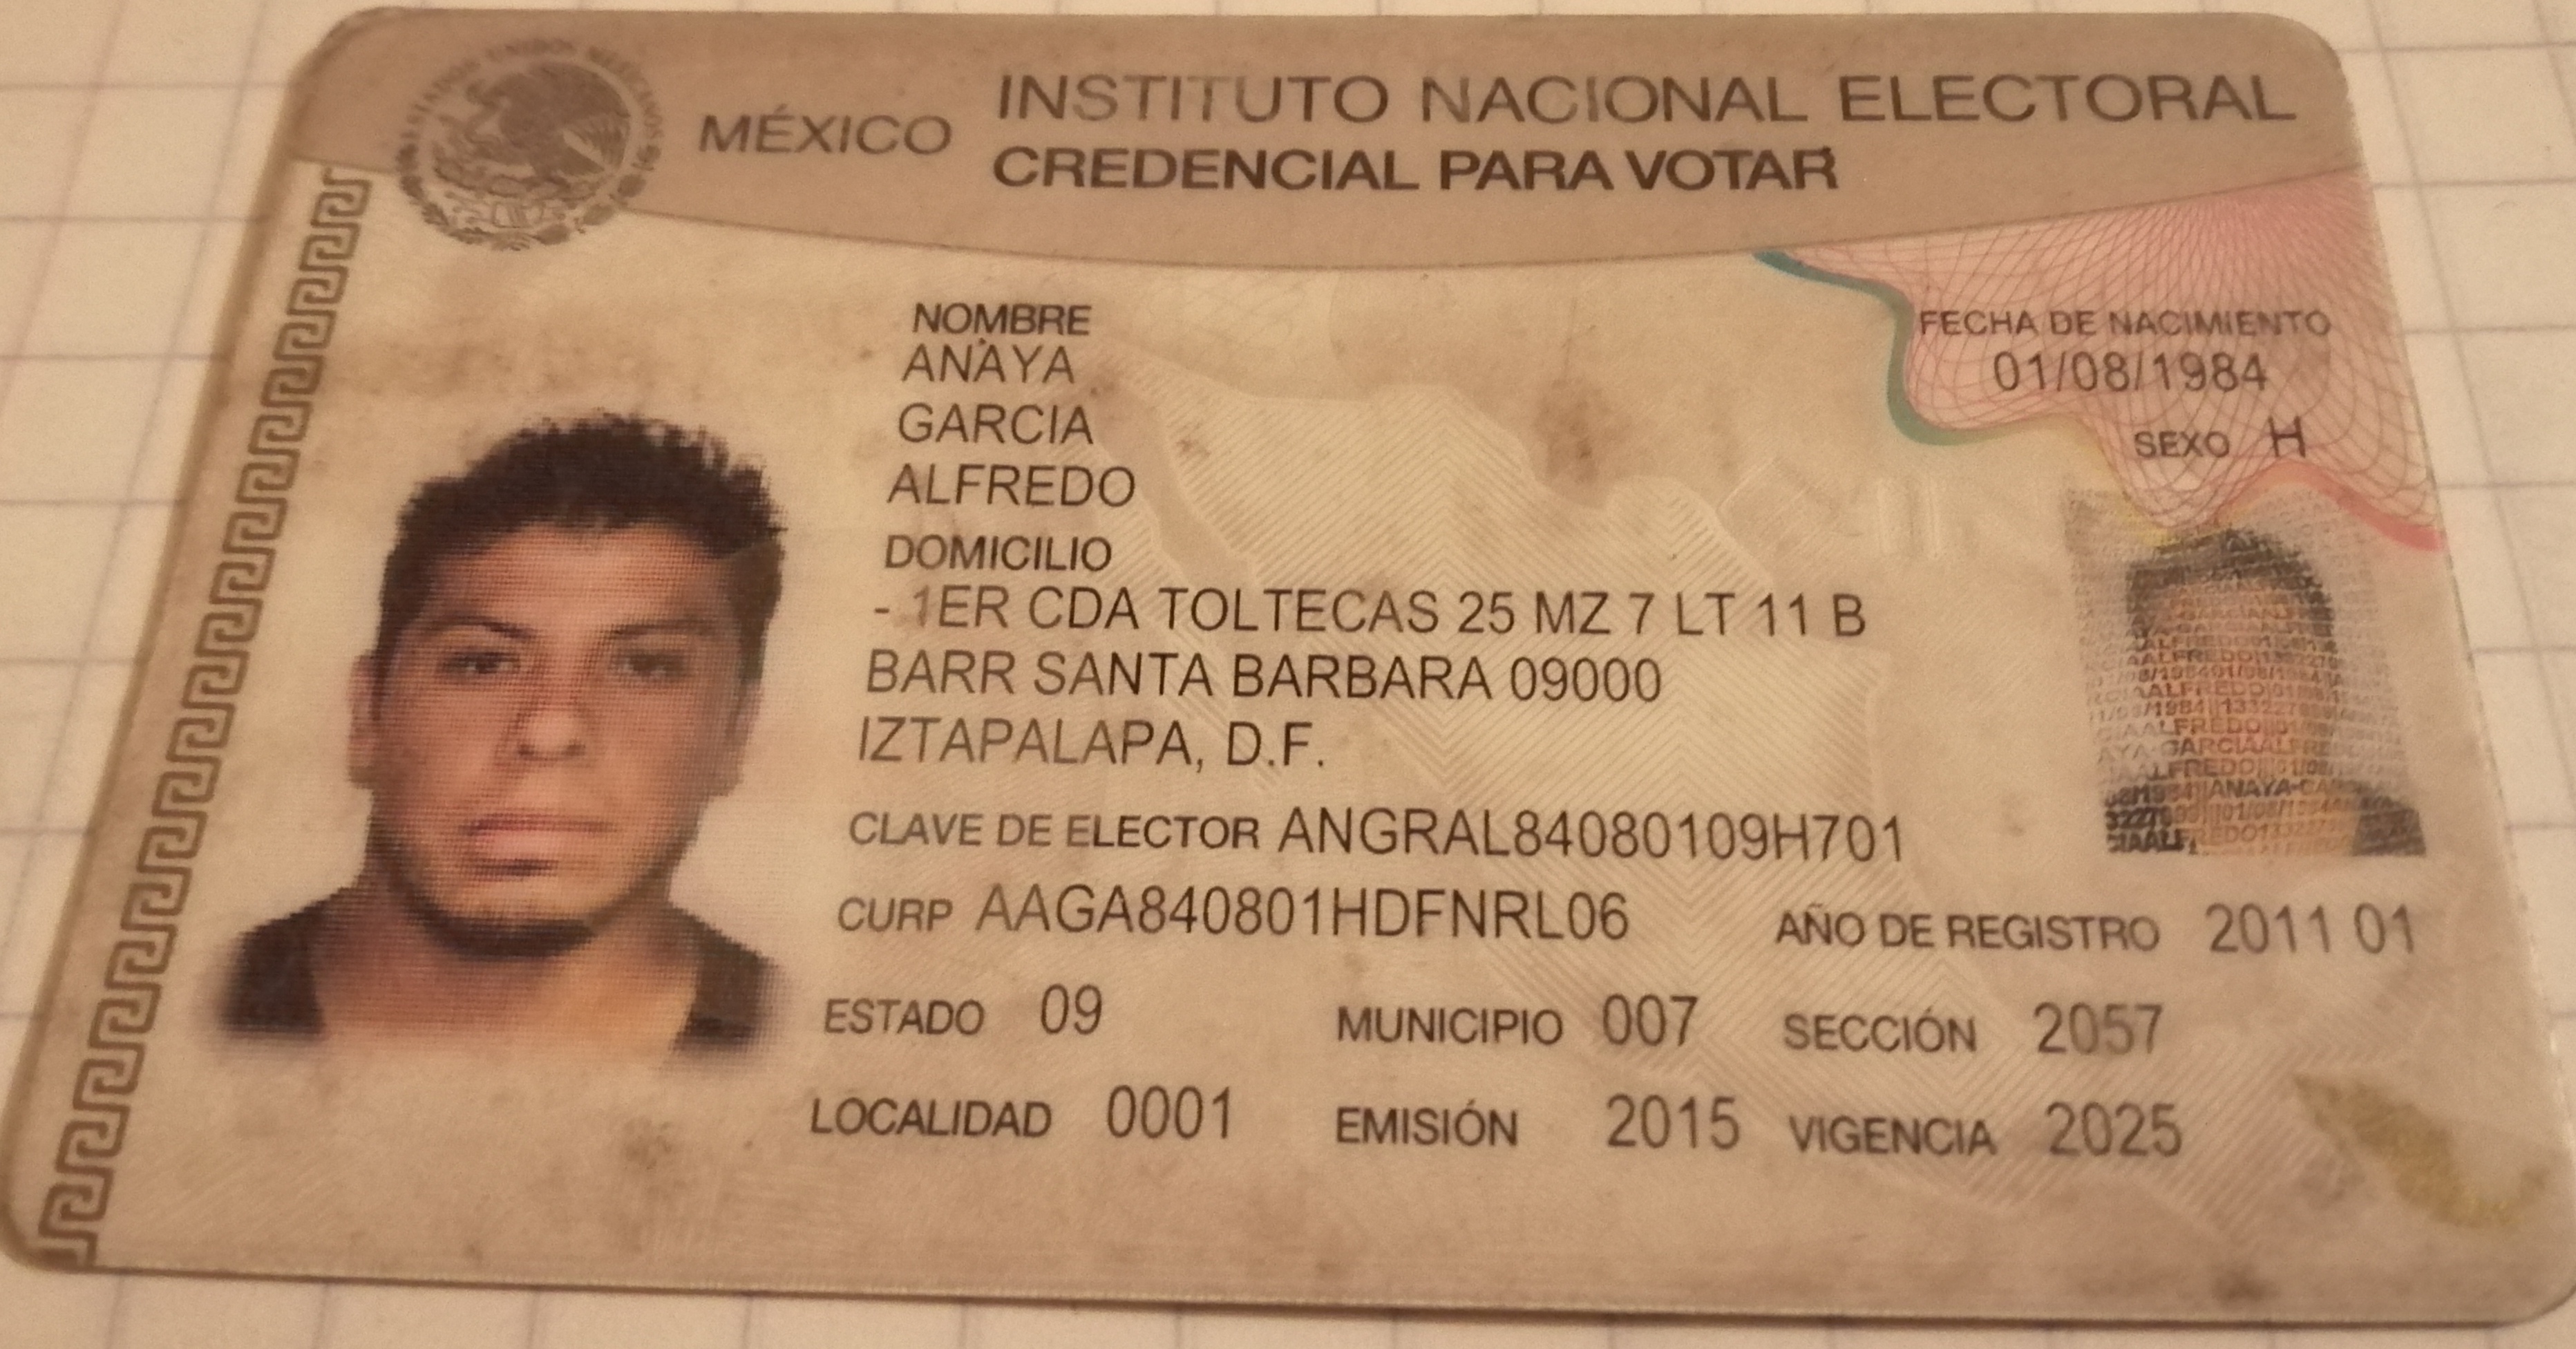 MÉXICO
INSTITUTO NACIONAL ELECTORAL
CREDENCIAL PARA VOTAR
NOMBRE
ANAYA
GARCIA
ALFREDO
FECHA DE NACIMIENTO
01/08/1984
SEXO H
DOMICILIO
- 1ER CDA TOLTECAS 25 MZ 7 LT 11 B
BARR SANTA BARBARA 09000
IZTAPALAPA, D.F.
CLAVE DE ELECTOR ANGRAL84080109H701
CURP AAGA840801HDFNRL06
AÑO DE REGISTRO 2011 01
ESTADO 09
MUNICIPIO 007
SECCIÓN 2057
LOCALIDAD 0001
EMISIÓN 2015
VIGENCIA 2025